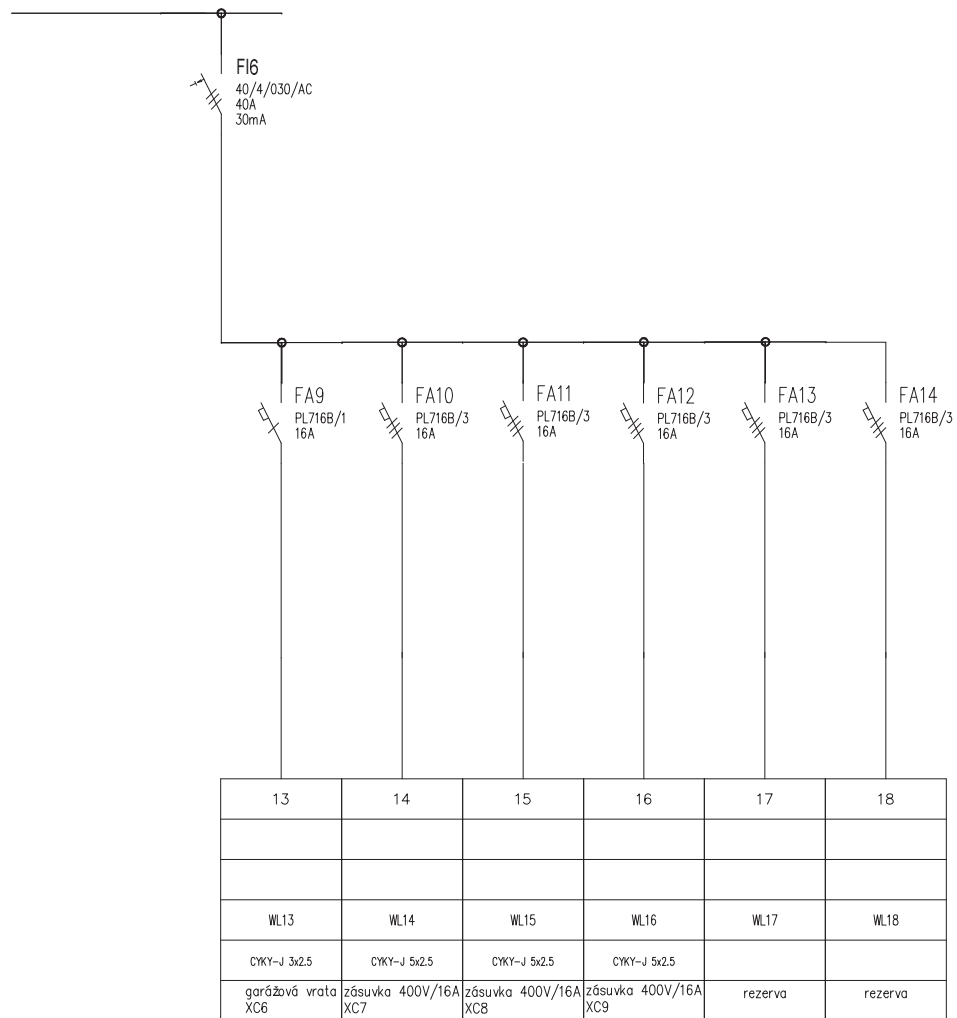 FI6
40/4/030/AC
40A
30mA
FA9
PL716B/1
16A
FA10
PL716B/3
16A
FA11
PL716B/3
16A
FA12
PL716B/3
16A
FA13
PL716B/3
16A
FA14
PL716B/3
16A
13 14 15 16 17 18
WL13 WL14 WL15 WL16 WL17 WL18
CYKY-J 3x2.5 CYKY-J 5x2.5 CYKY-J 5x2.5 CYKY-J 5x2.5
garážová vrata
XC6
zásuvka 400V/16A
XC7
zásuvka 400V/16A
XC8
zásuvka 400V/16A
XC9
rezerva
rezerva